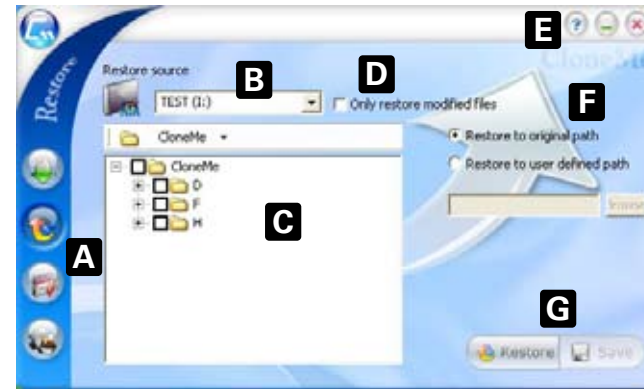 E
CloneMe
Restore
Restore source
B
D
TEST (I:)
Only restore modified files
F
CloneMe
Restore to original path
CloneMe
Restore to user defined path
D
F
H
C
A
G
Restore
Save